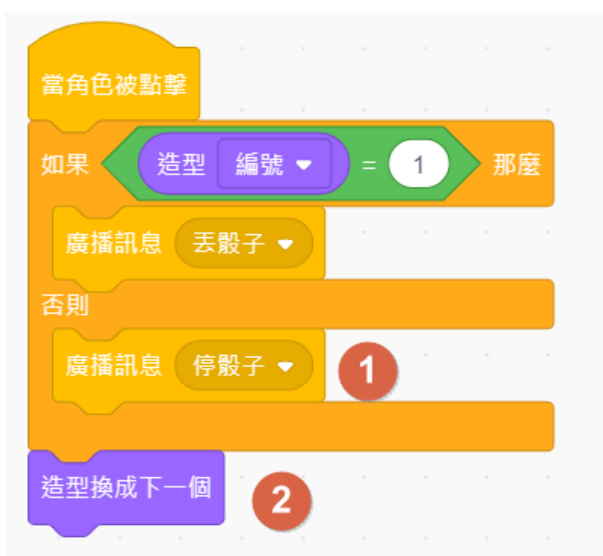 當角色被點擊
如果 造型 編號 = 1 那麼
廣播訊息 丟骰子
否則
廣播訊息 停骰子 1
造型換成下一個 2